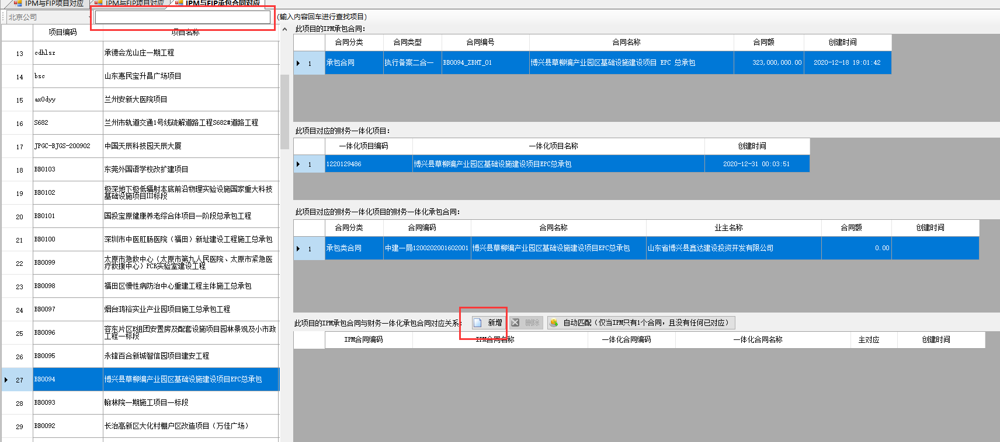 IPM与FIP项目对应 IPM与FIP项目对应 IPM与FIP承包合同对应
北京公司 (输入内容回车进行查找项目)
项目编码 项目名称
13 cdhlsz 承德会龙山庄一期工程
14 bsc 山东惠民宝升昌广场项目
15 ax0dyy 兰州安新大医院项目
16 S682 兰州市轨道交通1号线疏解道路工程S682#道路工程
17 JPGC-BJGS-200902 中国天辰科技园天辰大厦
18 BB0103 东莞外国语学校改扩建项目
19 BB0102 极深地下极低辐射本底前沿物理实验设施国家重大科技
基础设施项目III标段
20 BB0101 国投宝原健康养老综合体项目一阶段总承包工程
21 BB0100 深圳市中医肛肠医院（福田）新址建设工程施工总承包
22 BB0099 太原市急救中心（太原市第九人民医院、太原市紧急医
疗救援中心）PCR实验室建设工程
23 BB0098 福田区慢性病防治中心重建工程主体施工总承包
24 BB0097 烟台鸿裕实业产业园项目施工总承包工程
25 BB0096 容东片区E组团安置房及配套设施项目园林景观及小市政
工程一标段
26 BB0095 永锋百合新城智信园项目建安工程
27 BB0094 博兴县草柳编产业园区基础设施建设项目EPC总承包
28 BB0093 翰林院一期施工项目一标段
29 BB0092 长治高新区大化村棚户区改造项目（万佳广场）
此项目的IPM承包合同:
合同分类 合同类型 合同编号 合同名称 合同额 创建时间
1 承包合同 执行备案二合一 BB0094_ZBHT_01 博兴县草柳编产业园区基础设施建设项目 EPC 总承包 323,000,000.00 2020-12-18 19:01:42
此项目对应的财务一体化项目:
一体化项目编码 一体化项目名称 创建时间
1 1220129486 博兴县草柳编产业园区基础设施建设项目EPC总承包 2020-12-31 00:03:51
此项目对应的财务一体化项目的财务一体化承包合同:
合同分类 合同编码 合同名称 业主名称 合同额 创建时间
1 承包类合同 中建一局1200202001602001 博兴县草柳编产业园区基础设施建设项目EPC总承包 山东省博兴县鑫达建设投资开发有限公司 0.00
此项目的IPM承包合同与财务一体化承包合同对应关系: 新增 删除 自动匹配（仅当IPM只有1个合同，且没有任何已对应）
IPM合同编码 IPM合同名称 一体化合同编码 一体化合同名称 主对应 创建时间